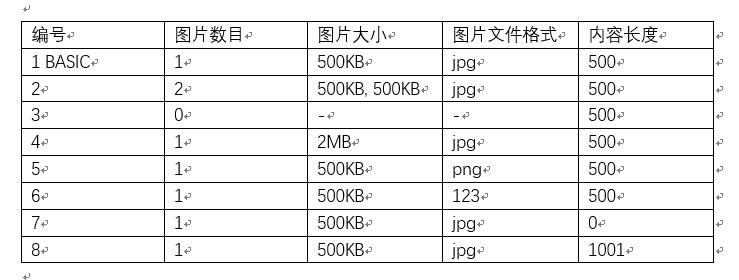 编号 图片数目 图片大小 图片文件格式 内容长度
1 BASIC 1 500KB jpg 500
2 2 500KB, 500KB jpg 500
3 0 - - 500
4 1 2MB jpg 500
5 1 500KB png 500
6 1 500KB 123 500
7 1 500KB jpg 0
8 1 500KB jpg 1001